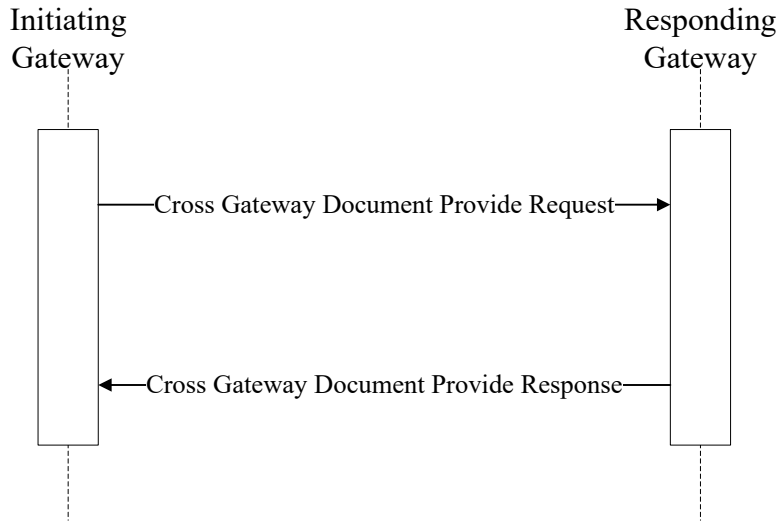 Initiating
Gateway
Responding
Gateway
Cross Gateway Document Provide Request
Cross Gateway Document Provide Response